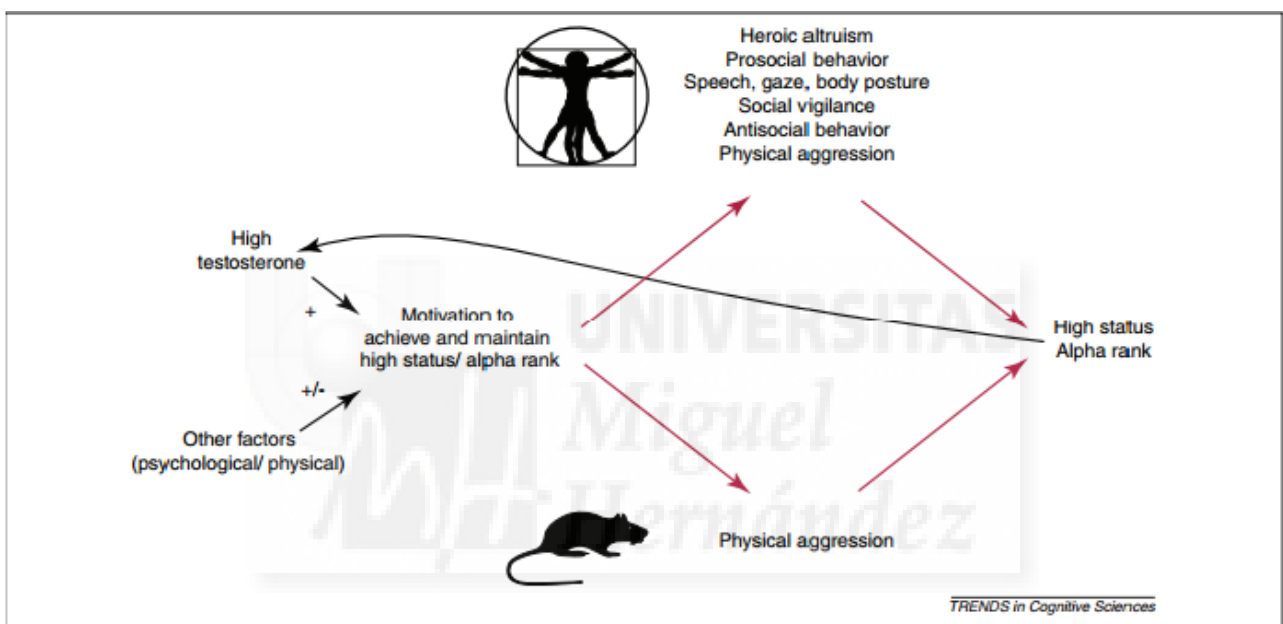 Heroic altruism
Prosocial behavior
Speech, gaze, body posture
Social vigilance
Antisocial behavior
Physical aggression
High
testosterone
+
Motivation to
achieve and maintain
high status/ alpha rank
+/-
Other factors
(psychological/ physical)
High status
Alpha rank
Physical aggression
UNIVERSITAS
Miguel
Hernández
TRENDS in Cognitive Sciences